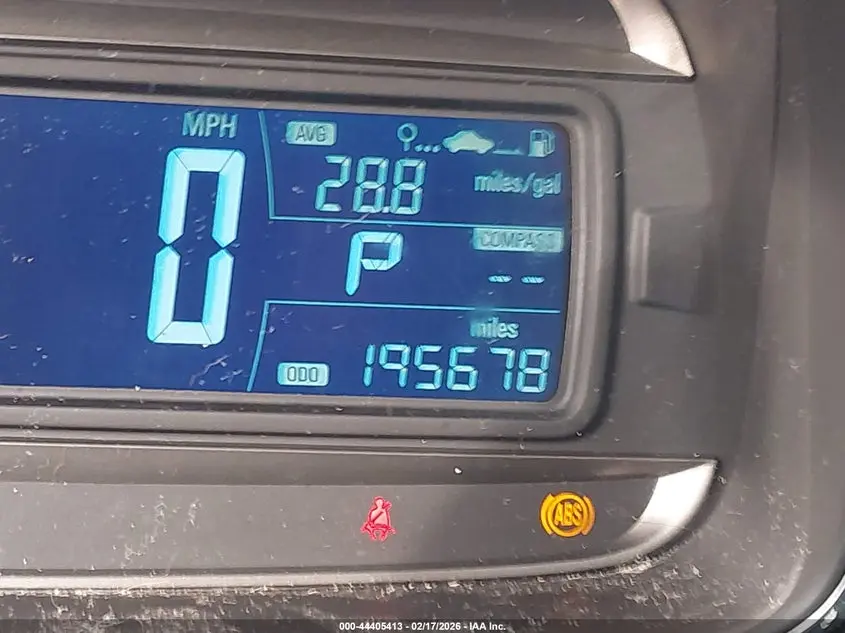 MPH
0
AVG
28.8
miles/gal
P
COMPASS
--
miles
ODO
195678
ABS
000-44405413 - 02/17/2026 - IAA Inc.